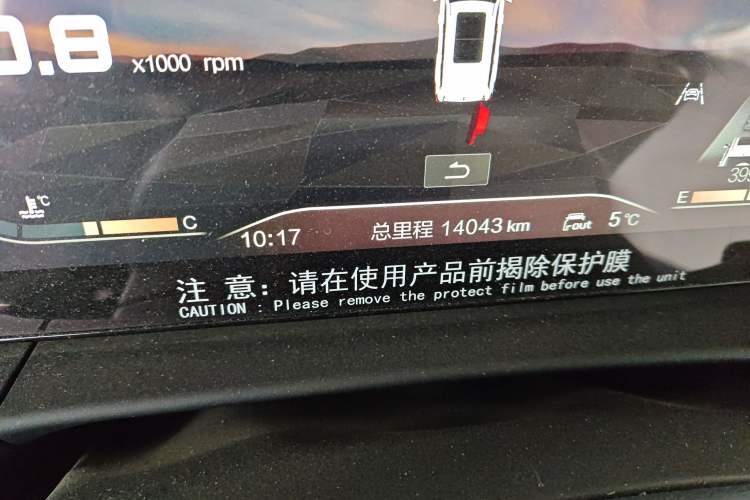 0.8 x1000 rpm
°C
C
10:17 总里程 14043 km out 5°C
E
注 意：请在使用产品前揭除保护膜
CAUTION : Please remove the protect film before use the unit